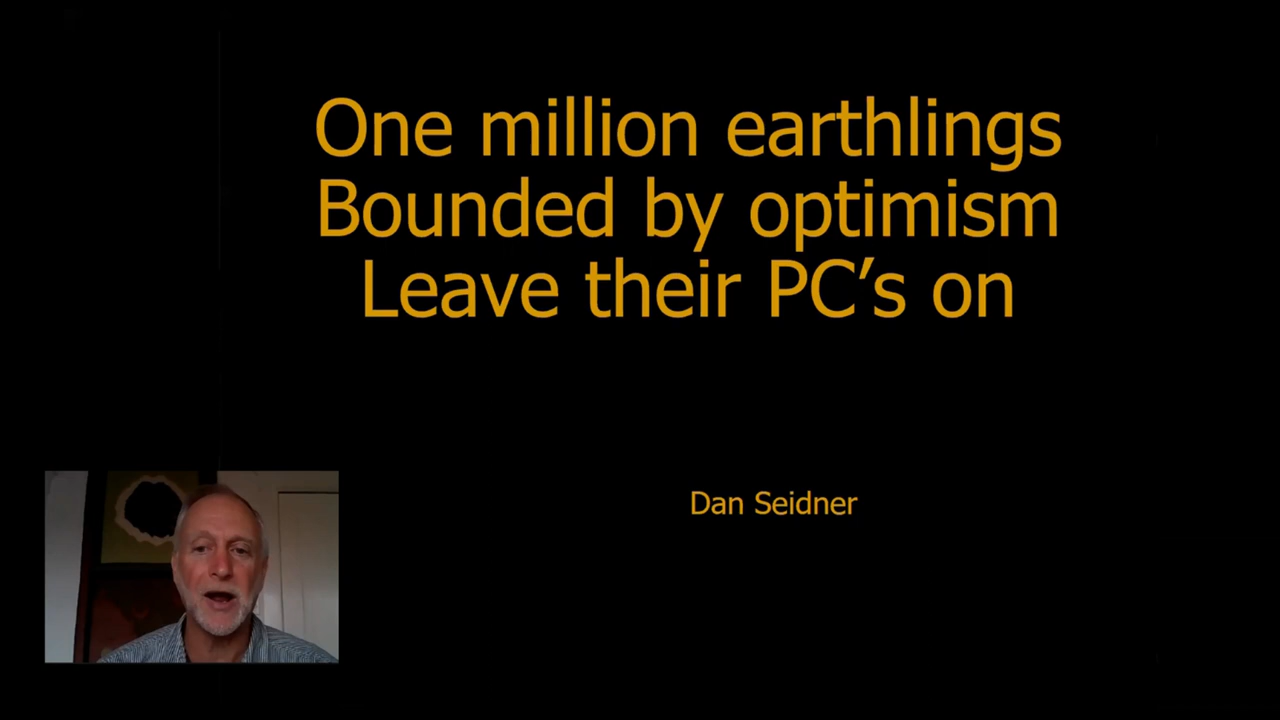 One million earthlings
Bounded by optimism
Leave their PC’s on
Dan Seidner